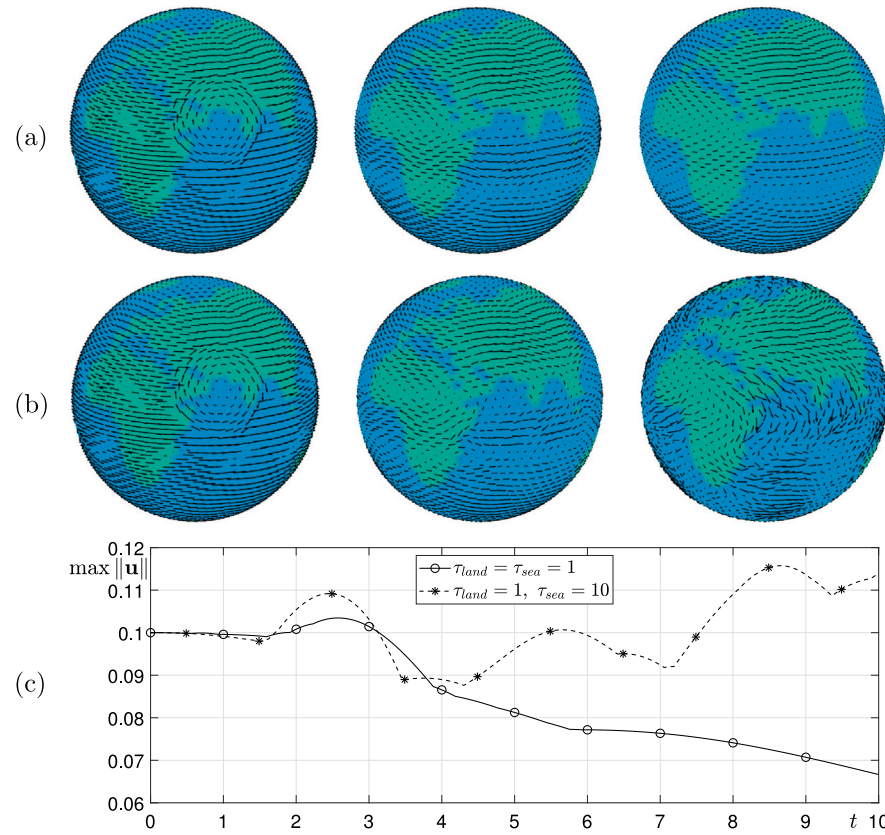 (a)
(b)
0.12
max ‖u‖
0.11
0.1
0.09
0.08
0.07
0.06
τ_land = τ_sea = 1
τ_land = 1, τ_sea = 10
(c)
0 1 2 3 4 5 6 7 8 9 t 10